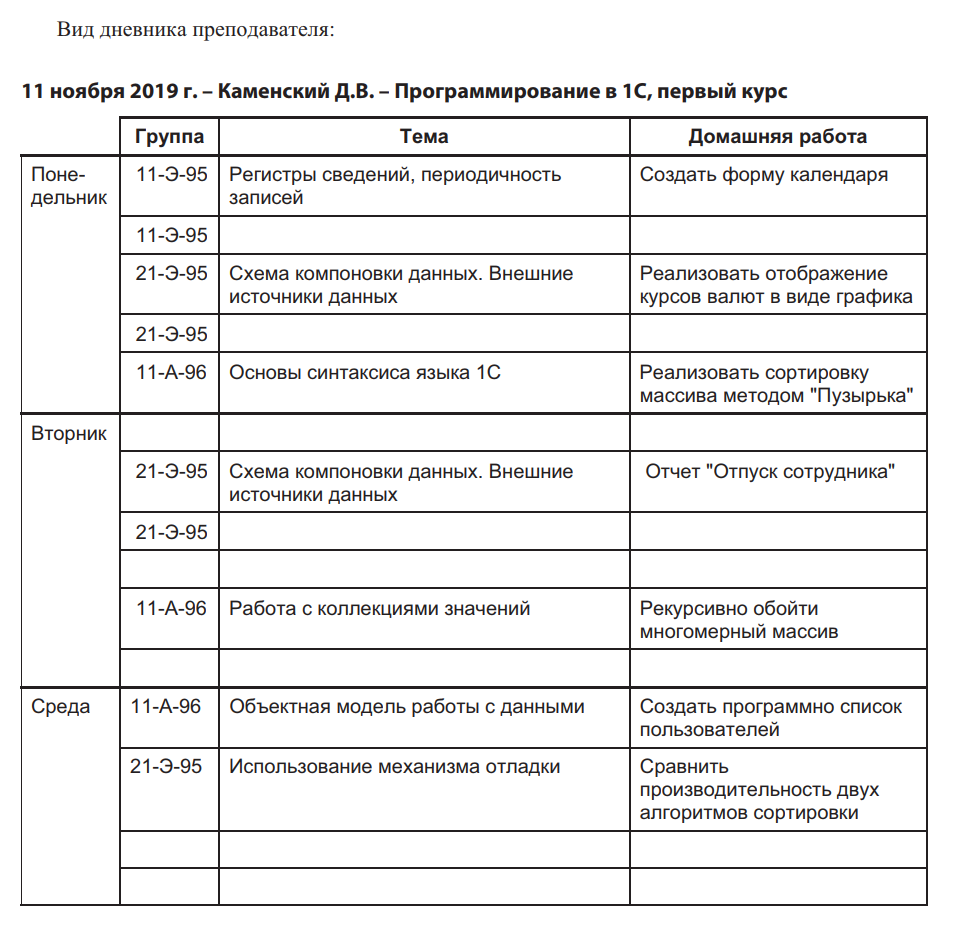 Вид дневника преподавателя:
11 ноября 2019 г. – Каменский Д.В. – Программирование в 1С, первый курс
Группа Тема Домашняя работа
Поне- 11-Э-95 Регистры сведений, периодичность Создать форму календаря
дельник записей
11-Э-95
21-Э-95 Схема компоновки данных. Внешние Реализовать отображение
источники данных курсов валют в виде графика
21-Э-95
11-А-96 Основы синтаксиса языка 1С Реализовать сортировку
массива методом "Пузырька"
Вторник
21-Э-95 Схема компоновки данных. Внешние Отчет "Отпуск сотрудника"
источники данных
21-Э-95
11-А-96 Работа с коллекциями значений Рекурсивно обойти
многомерный массив
Среда 11-А-96 Объектная модель работы с данными Создать программно список
пользователей
21-Э-95 Использование механизма отладки Сравнить
производительность двух
алгоритмов сортировки